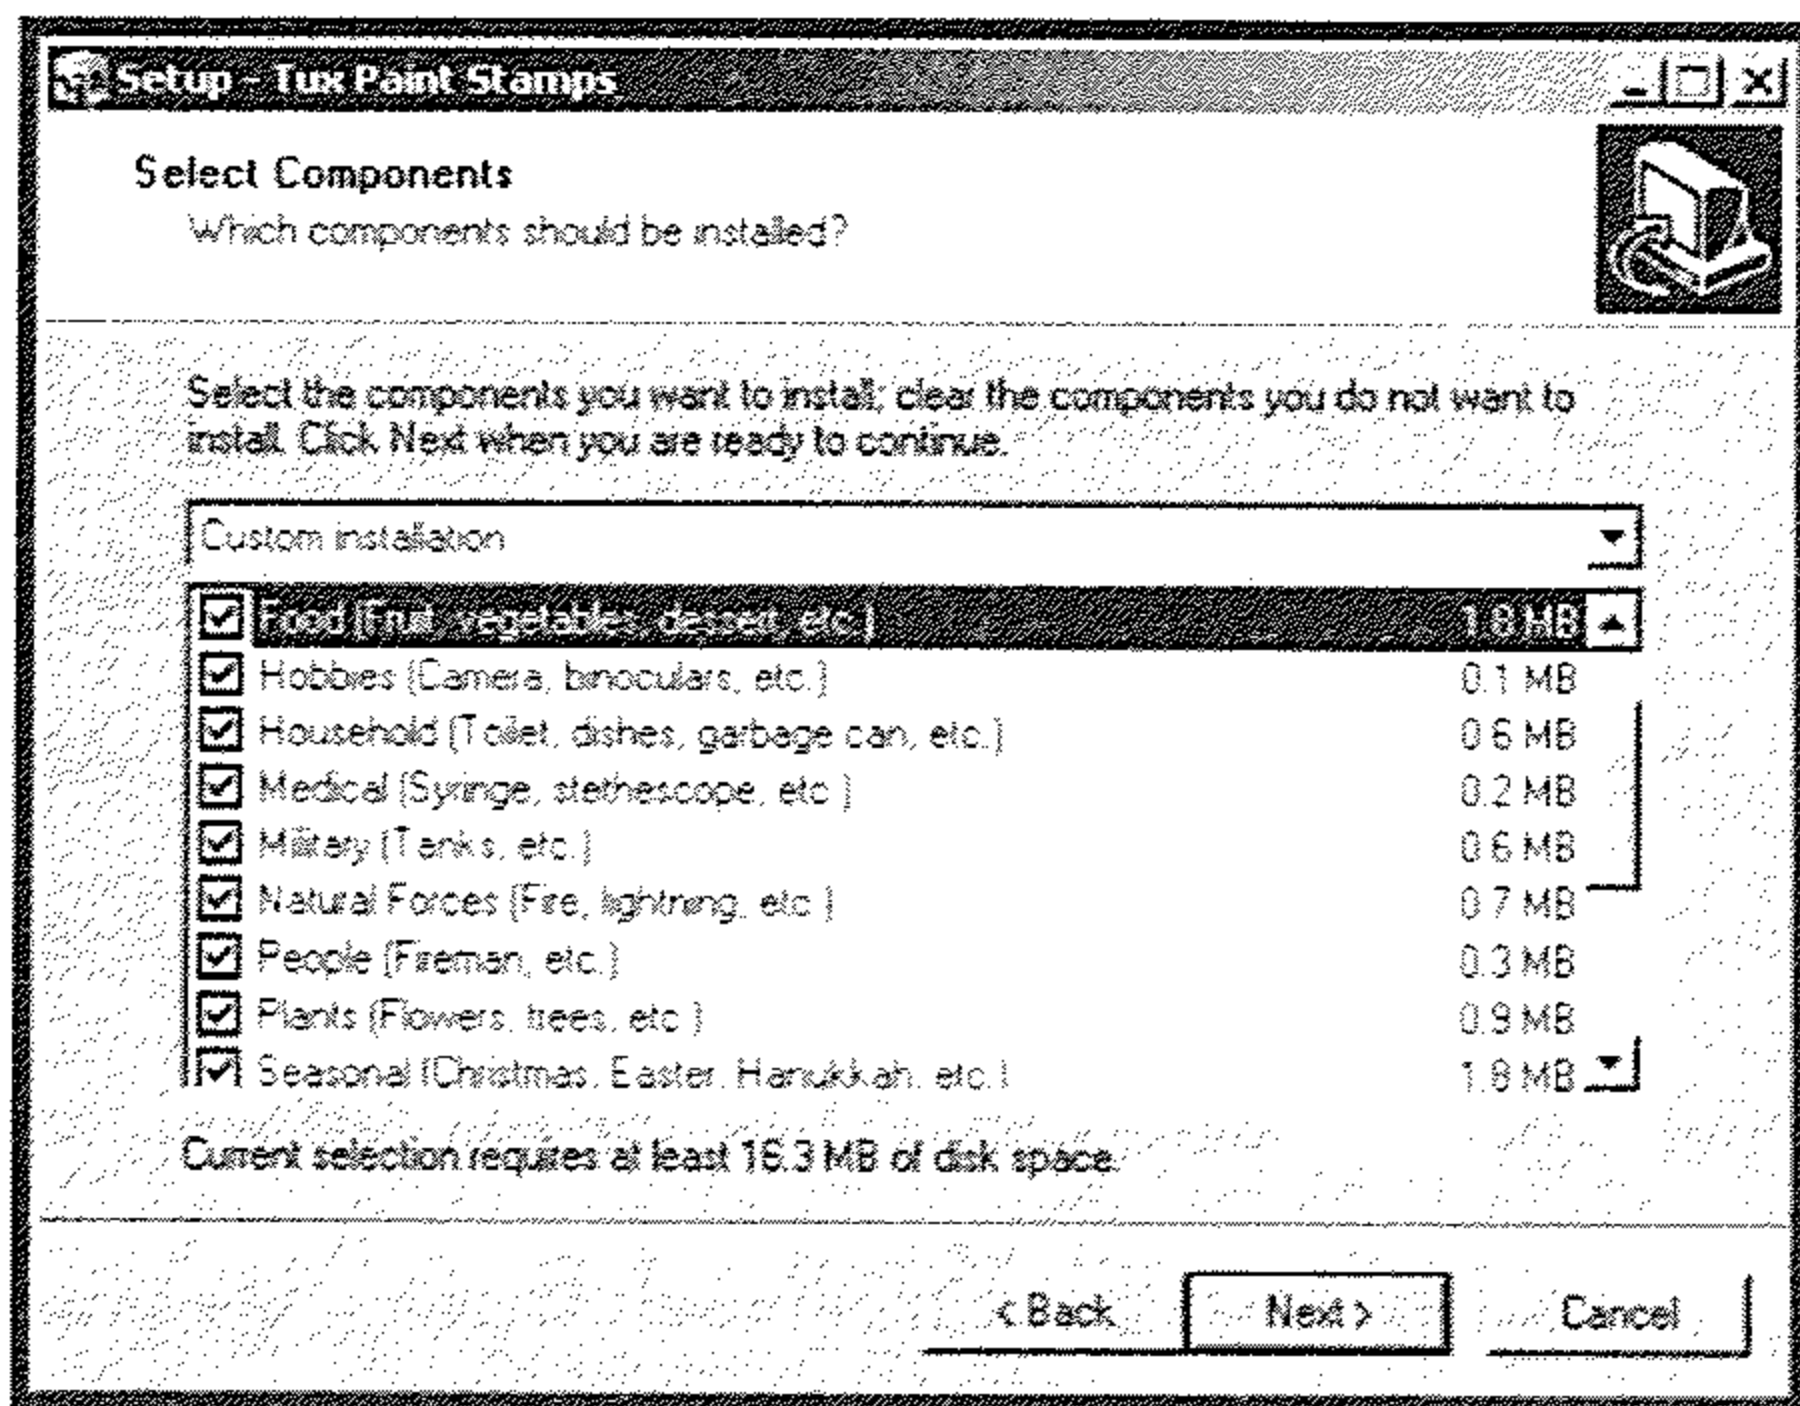 Setup - Tux Paint Stamps
Select Components
Which components should be installed?
Select the components you want to install; clear the components you do not want to
install. Click Next when you are ready to continue.
Custom installation
Food (Fruit, vegetables, dessert, etc.) 1.8 MB
Hobbies (Camera, binoculars, etc.) 0.1 MB
Household (Toilet, dishes, garbage can, etc.) 0.6 MB
Medical (Syringe, stethescope, etc.) 0.2 MB
Military (Tanks, etc.) 0.6 MB
Natural Forces (Fire, lightning, etc.) 0.7 MB
People (Fireman, etc.) 0.3 MB
Plants (Flowers, trees, etc.) 0.9 MB
Seasonal (Christmas, Easter, Hanukkah, etc.) 1.8 MB
Current selection requires at least 16.3 MB of disk space.
< Back Next > Cancel